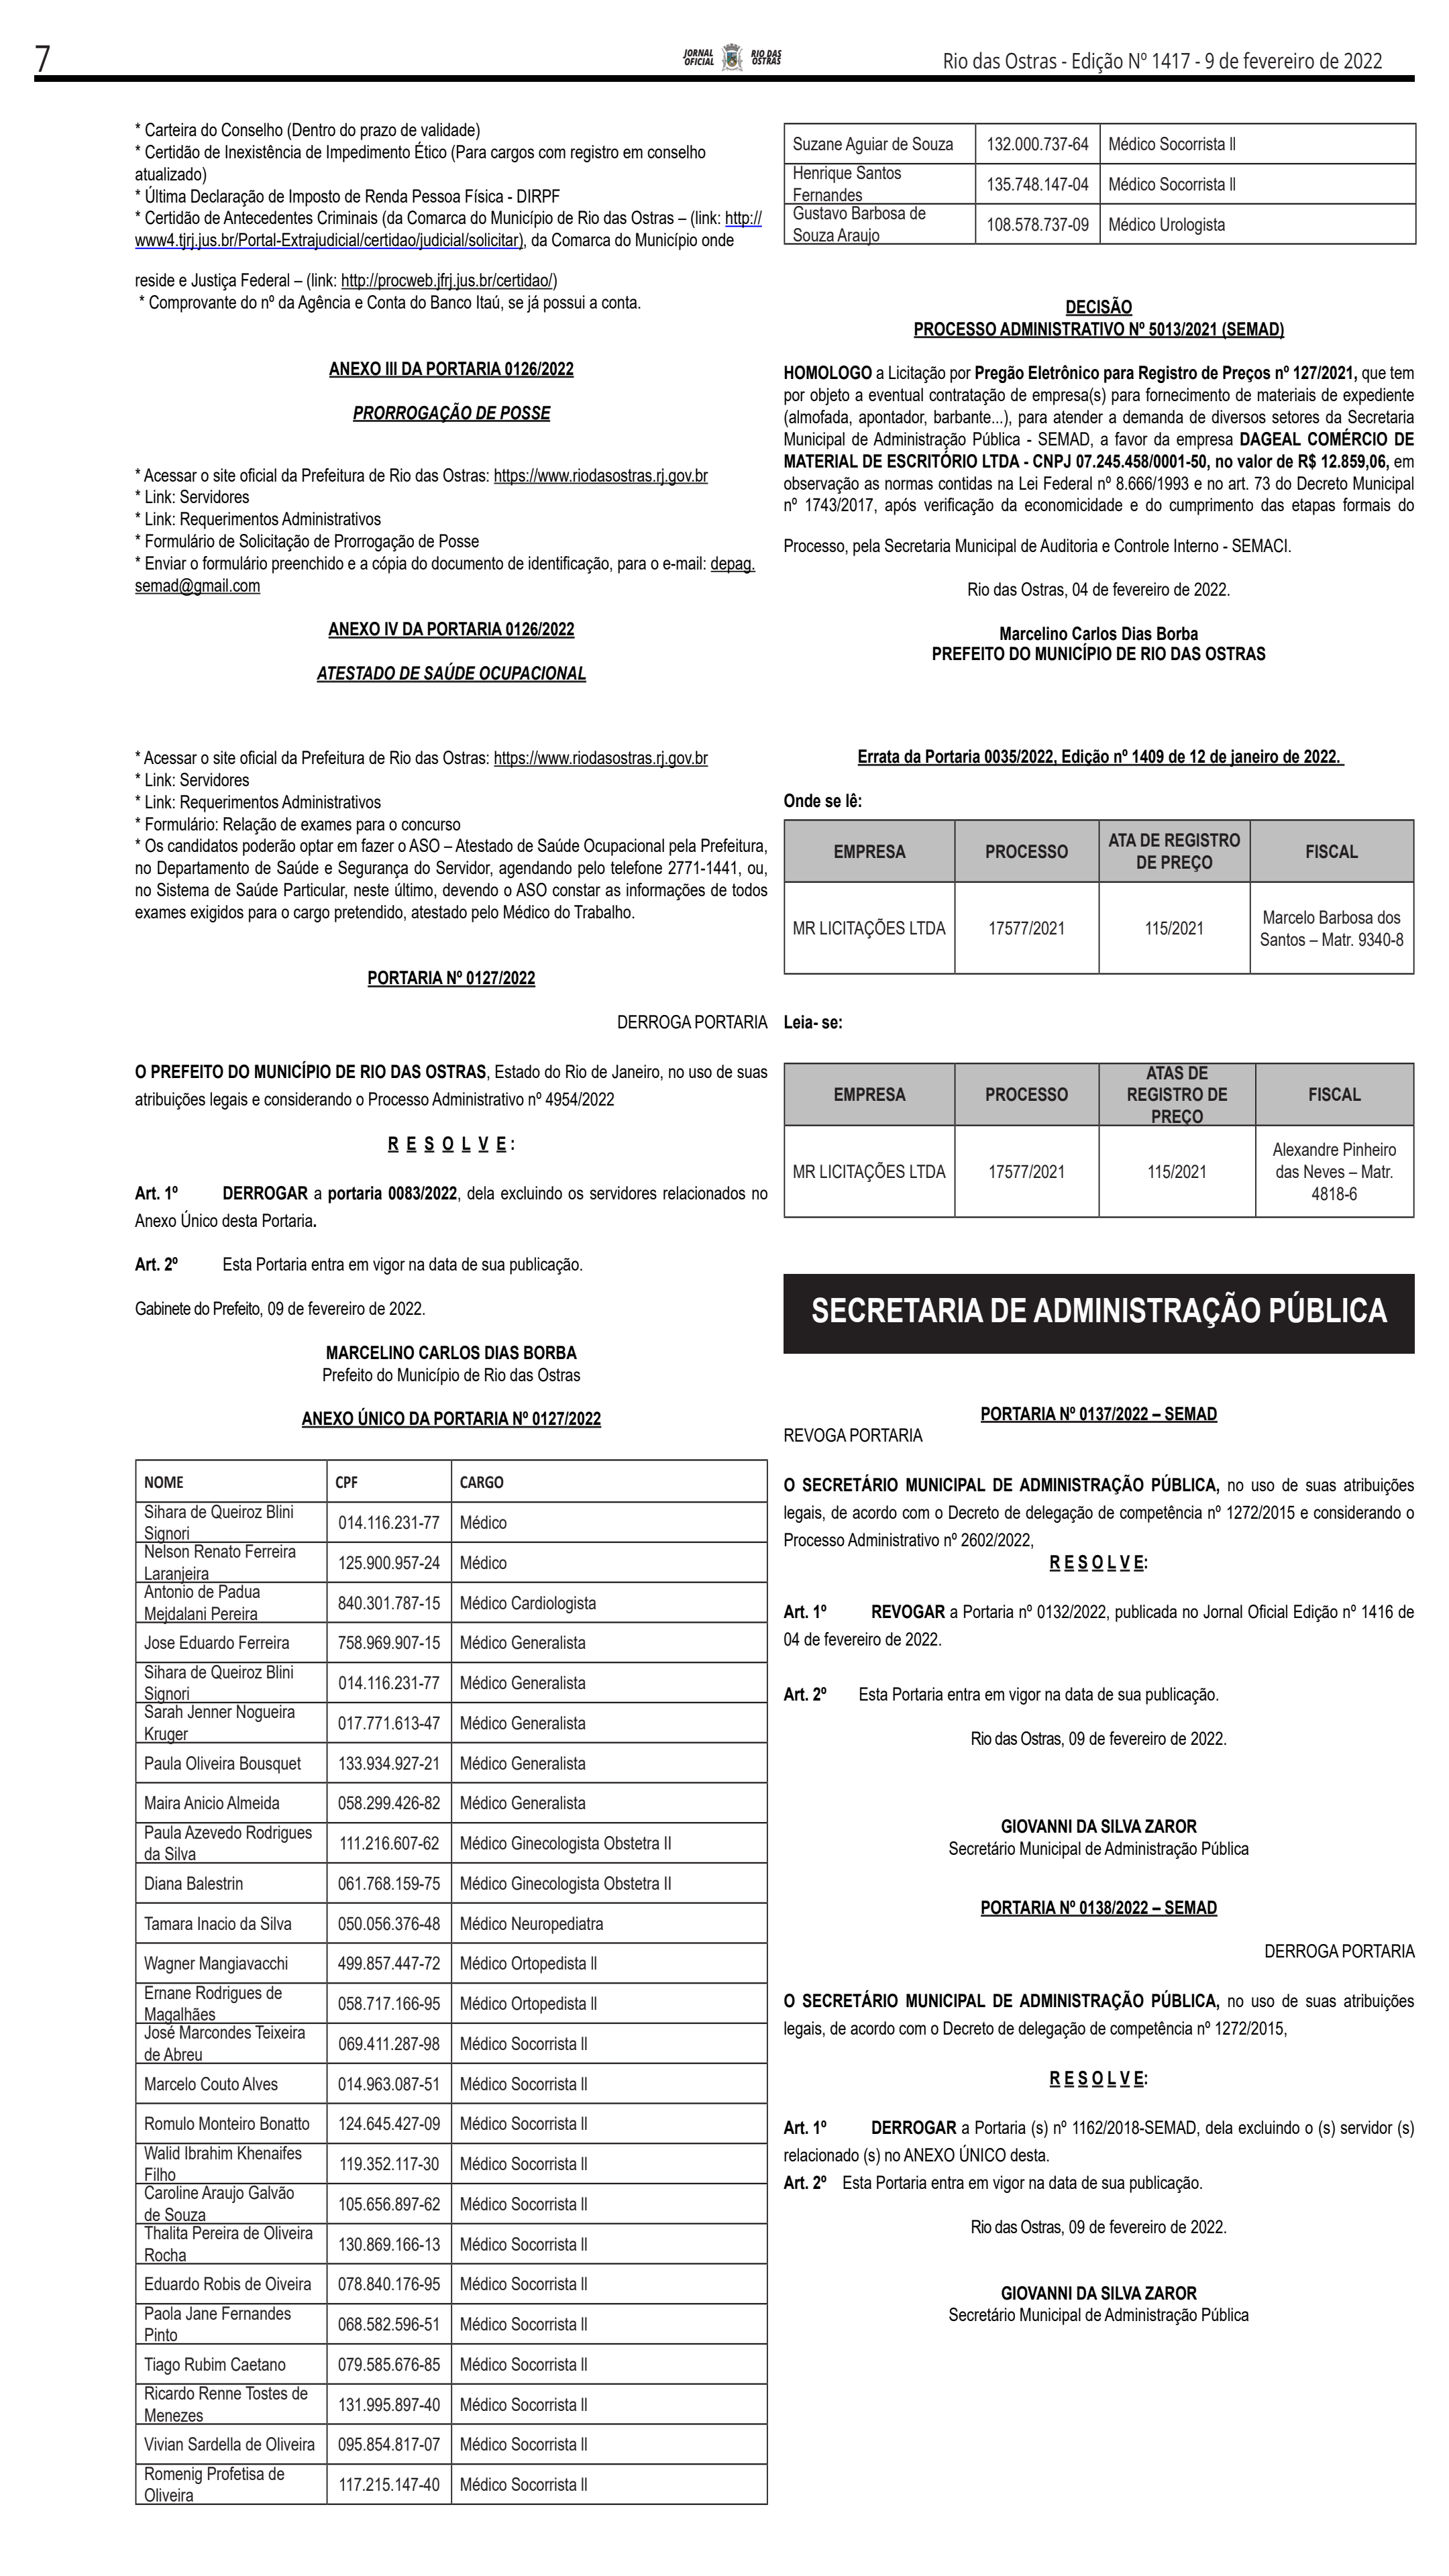 7
JORNAL OFICIAL RIO DAS OSTRAS
Rio das Ostras - Edição Nº 1417 - 9 de fevereiro de 2022
* Carteira do Conselho (Dentro do prazo de validade)
* Certidão de Inexistência de Impedimento Ético (Para cargos com registro em conselho
atualizado)
* Última Declaração de Imposto de Renda Pessoa Física - DIRPF
* Certidão de Antecedentes Criminais (da Comarca do Município de Rio das Ostras – (link: http://
www4.tjrj.jus.br/Portal-Extrajudicial/certidao/judicial/solicitar), da Comarca do Município onde
reside e Justiça Federal – (link: http://procweb.jfrj.jus.br/certidao/)
* Comprovante do nº da Agência e Conta do Banco Itaú, se já possui a conta.
ANEXO III DA PORTARIA 0126/2022
PRORROGAÇÃO DE POSSE
* Acessar o site oficial da Prefeitura de Rio das Ostras: https://www.riodasostras.rj.gov.br
* Link: Servidores
* Link: Requerimentos Administrativos
* Formulário de Solicitação de Prorrogação de Posse
* Enviar o formulário preenchido e a cópia do documento de identificação, para o e-mail: depag.
semad@gmail.com
ANEXO IV DA PORTARIA 0126/2022
ATESTADO DE SAÚDE OCUPACIONAL
* Acessar o site oficial da Prefeitura de Rio das Ostras: https://www.riodasostras.rj.gov.br
* Link: Servidores
* Link: Requerimentos Administrativos
* Formulário: Relação de exames para o concurso
* Os candidatos poderão optar em fazer o ASO – Atestado de Saúde Ocupacional pela Prefeitura,
no Departamento de Saúde e Segurança do Servidor, agendando pelo telefone 2771-1441, ou,
no Sistema de Saúde Particular, neste último, devendo o ASO constar as informações de todos
exames exigidos para o cargo pretendido, atestado pelo Médico do Trabalho.
PORTARIA Nº 0127/2022
DERROGA PORTARIA
O PREFEITO DO MUNICÍPIO DE RIO DAS OSTRAS, Estado do Rio de Janeiro, no uso de suas
atribuições legais e considerando o Processo Administrativo nº 4954/2022
R E S O L V E :
Art. 1º DERROGAR a portaria 0083/2022, dela excluindo os servidores relacionados no
Anexo Único desta Portaria.
Art. 2º Esta Portaria entra em vigor na data de sua publicação.
Gabinete do Prefeito, 09 de fevereiro de 2022.
MARCELINO CARLOS DIAS BORBA
Prefeito do Município de Rio das Ostras
ANEXO ÚNICO DA PORTARIA Nº 0127/2022
NOME CPF CARGO
Sihara de Queiroz Blini
Signori 014.116.231-77 Médico
Nelson Renato Ferreira
Laranjeira 125.900.957-24 Médico
Antonio de Padua
Mejdalani Pereira 840.301.787-15 Médico Cardiologista
Jose Eduardo Ferreira 758.969.907-15 Médico Generalista
Sihara de Queiroz Blini
Signori 014.116.231-77 Médico Generalista
Sarah Jenner Nogueira
Kruger 017.771.613-47 Médico Generalista
Paula Oliveira Bousquet 133.934.927-21 Médico Generalista
Maira Anicio Almeida 058.299.426-82 Médico Generalista
Paula Azevedo Rodrigues
da Silva 111.216.607-62 Médico Ginecologista Obstetra II
Diana Balestrin 061.768.159-75 Médico Ginecologista Obstetra II
Tamara Inacio da Silva 050.056.376-48 Médico Neuropediatra
Wagner Mangiavacchi 499.857.447-72 Médico Ortopedista ll
Ernane Rodrigues de
Magalhães 058.717.166-95 Médico Ortopedista ll
José Marcondes Teixeira
de Abreu 069.411.287-98 Médico Socorrista ll
Marcelo Couto Alves 014.963.087-51 Médico Socorrista ll
Romulo Monteiro Bonatto 124.645.427-09 Médico Socorrista ll
Walid Ibrahim Khenaifes
Filho 119.352.117-30 Médico Socorrista ll
Caroline Araujo Galvão
de Souza 105.656.897-62 Médico Socorrista ll
Thalita Pereira de Oliveira
Rocha 130.869.166-13 Médico Socorrista ll
Eduardo Robis de Oiveira 078.840.176-95 Médico Socorrista ll
Paola Jane Fernandes
Pinto 068.582.596-51 Médico Socorrista ll
Tiago Rubim Caetano 079.585.676-85 Médico Socorrista ll
Ricardo Renne Tostes de
Menezes 131.995.897-40 Médico Socorrista ll
Vivian Sardella de Oliveira 095.854.817-07 Médico Socorrista ll
Romenig Profetisa de
Oliveira 117.215.147-40 Médico Socorrista ll
Suzane Aguiar de Souza 132.000.737-64 Médico Socorrista ll
Henrique Santos
Fernandes 135.748.147-04 Médico Socorrista ll
Gustavo Barbosa de
Souza Araujo 108.578.737-09 Médico Urologista
DECISÃO
PROCESSO ADMINISTRATIVO Nº 5013/2021 (SEMAD)
HOMOLOGO a Licitação por Pregão Eletrônico para Registro de Preços nº 127/2021, que tem
por objeto a eventual contratação de empresa(s) para fornecimento de materiais de expediente
(almofada, apontador, barbante...), para atender a demanda de diversos setores da Secretaria
Municipal de Administração Pública - SEMAD, a favor da empresa DAGEAL COMÉRCIO DE
MATERIAL DE ESCRITÓRIO LTDA - CNPJ 07.245.458/0001-50, no valor de R$ 12.859,06, em
observação as normas contidas na Lei Federal nº 8.666/1993 e no art. 73 do Decreto Municipal
nº 1743/2017, após verificação da economicidade e do cumprimento das etapas formais do
Processo, pela Secretaria Municipal de Auditoria e Controle Interno - SEMACI.
Rio das Ostras, 04 de fevereiro de 2022.
Marcelino Carlos Dias Borba
PREFEITO DO MUNICÍPIO DE RIO DAS OSTRAS
Errata da Portaria 0035/2022, Edição nº 1409 de 12 de janeiro de 2022.
Onde se lê:
EMPRESA PROCESSO ATA DE REGISTRO
DE PREÇO FISCAL
MR LICITAÇÕES LTDA 17577/2021 115/2021 Marcelo Barbosa dos
Santos – Matr. 9340-8
Leia- se:
EMPRESA PROCESSO ATAS DE
REGISTRO DE
PREÇO FISCAL
MR LICITAÇÕES LTDA 17577/2021 115/2021 Alexandre Pinheiro
das Neves – Matr.
4818-6
SECRETARIA DE ADMINISTRAÇÃO PÚBLICA
PORTARIA Nº 0137/2022 – SEMAD
REVOGA PORTARIA
O SECRETÁRIO MUNICIPAL DE ADMINISTRAÇÃO PÚBLICA, no uso de suas atribuições
legais, de acordo com o Decreto de delegação de competência nº 1272/2015 e considerando o
Processo Administrativo nº 2602/2022,
R E S O L V E:
Art. 1º REVOGAR a Portaria nº 0132/2022, publicada no Jornal Oficial Edição nº 1416 de
04 de fevereiro de 2022.
Art. 2º Esta Portaria entra em vigor na data de sua publicação.
Rio das Ostras, 09 de fevereiro de 2022.
GIOVANNI DA SILVA ZAROR
Secretário Municipal de Administração Pública
PORTARIA Nº 0138/2022 – SEMAD
DERROGA PORTARIA
O SECRETÁRIO MUNICIPAL DE ADMINISTRAÇÃO PÚBLICA, no uso de suas atribuições
legais, de acordo com o Decreto de delegação de competência nº 1272/2015,
R E S O L V E:
Art. 1º DERROGAR a Portaria (s) nº 1162/2018-SEMAD, dela excluindo o (s) servidor (s)
relacionado (s) no ANEXO ÚNICO desta.
Art. 2º Esta Portaria entra em vigor na data de sua publicação.
Rio das Ostras, 09 de fevereiro de 2022.
GIOVANNI DA SILVA ZAROR
Secretário Municipal de Administração Pública